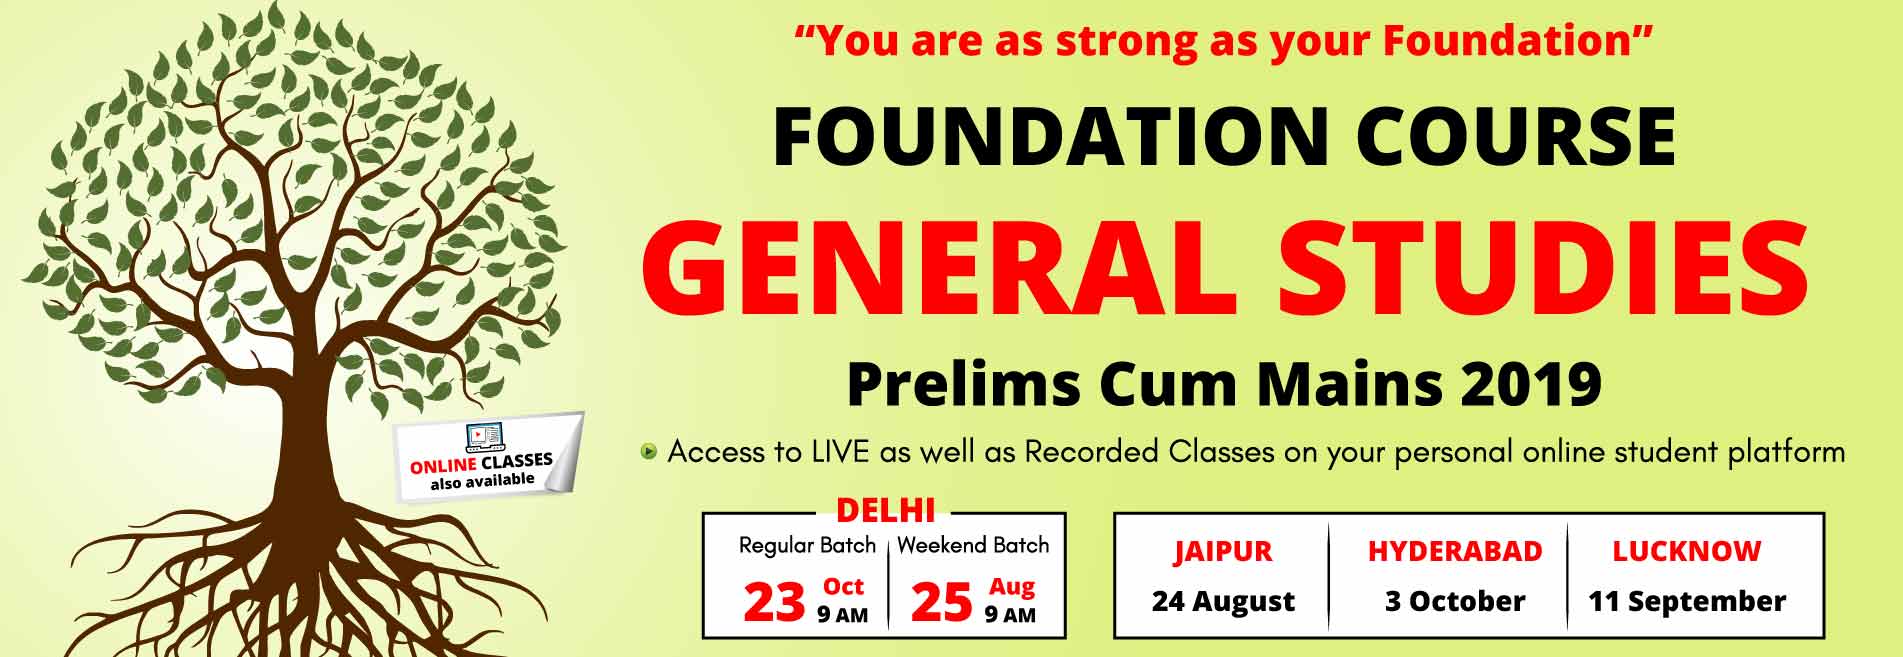 “You are as strong as your Foundation”
FOUNDATION COURSE
GENERAL STUDIES
Prelims Cum Mains 2019
Access to LIVE as well as Recorded Classes on your personal online student platform
ONLINE CLASSES
also available
DELHI
Regular Batch
23 Oct
9 AM
Weekend Batch
25 Aug
9 AM
JAIPUR
24 August
HYDERABAD
3 October
LUCKNOW
11 September